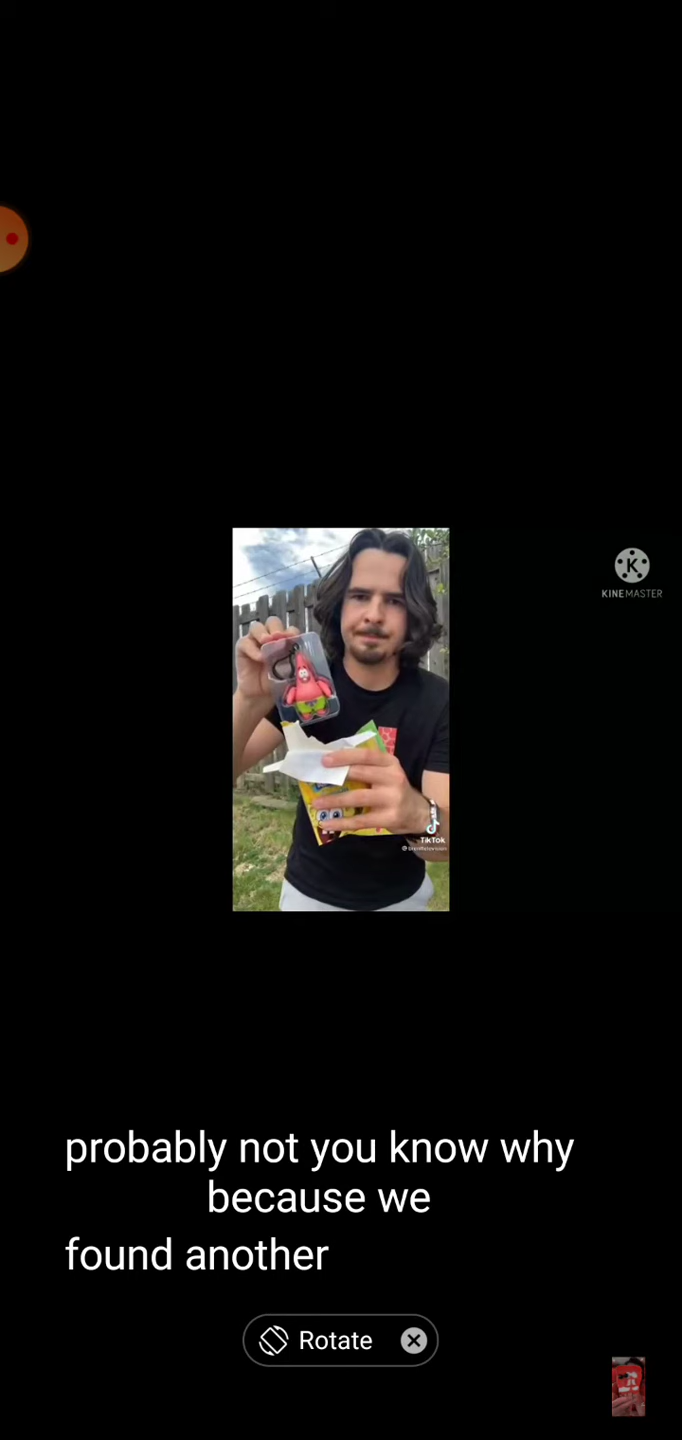 KINEMASTER
TikTok
probably not you know why
because we
found another
Rotate